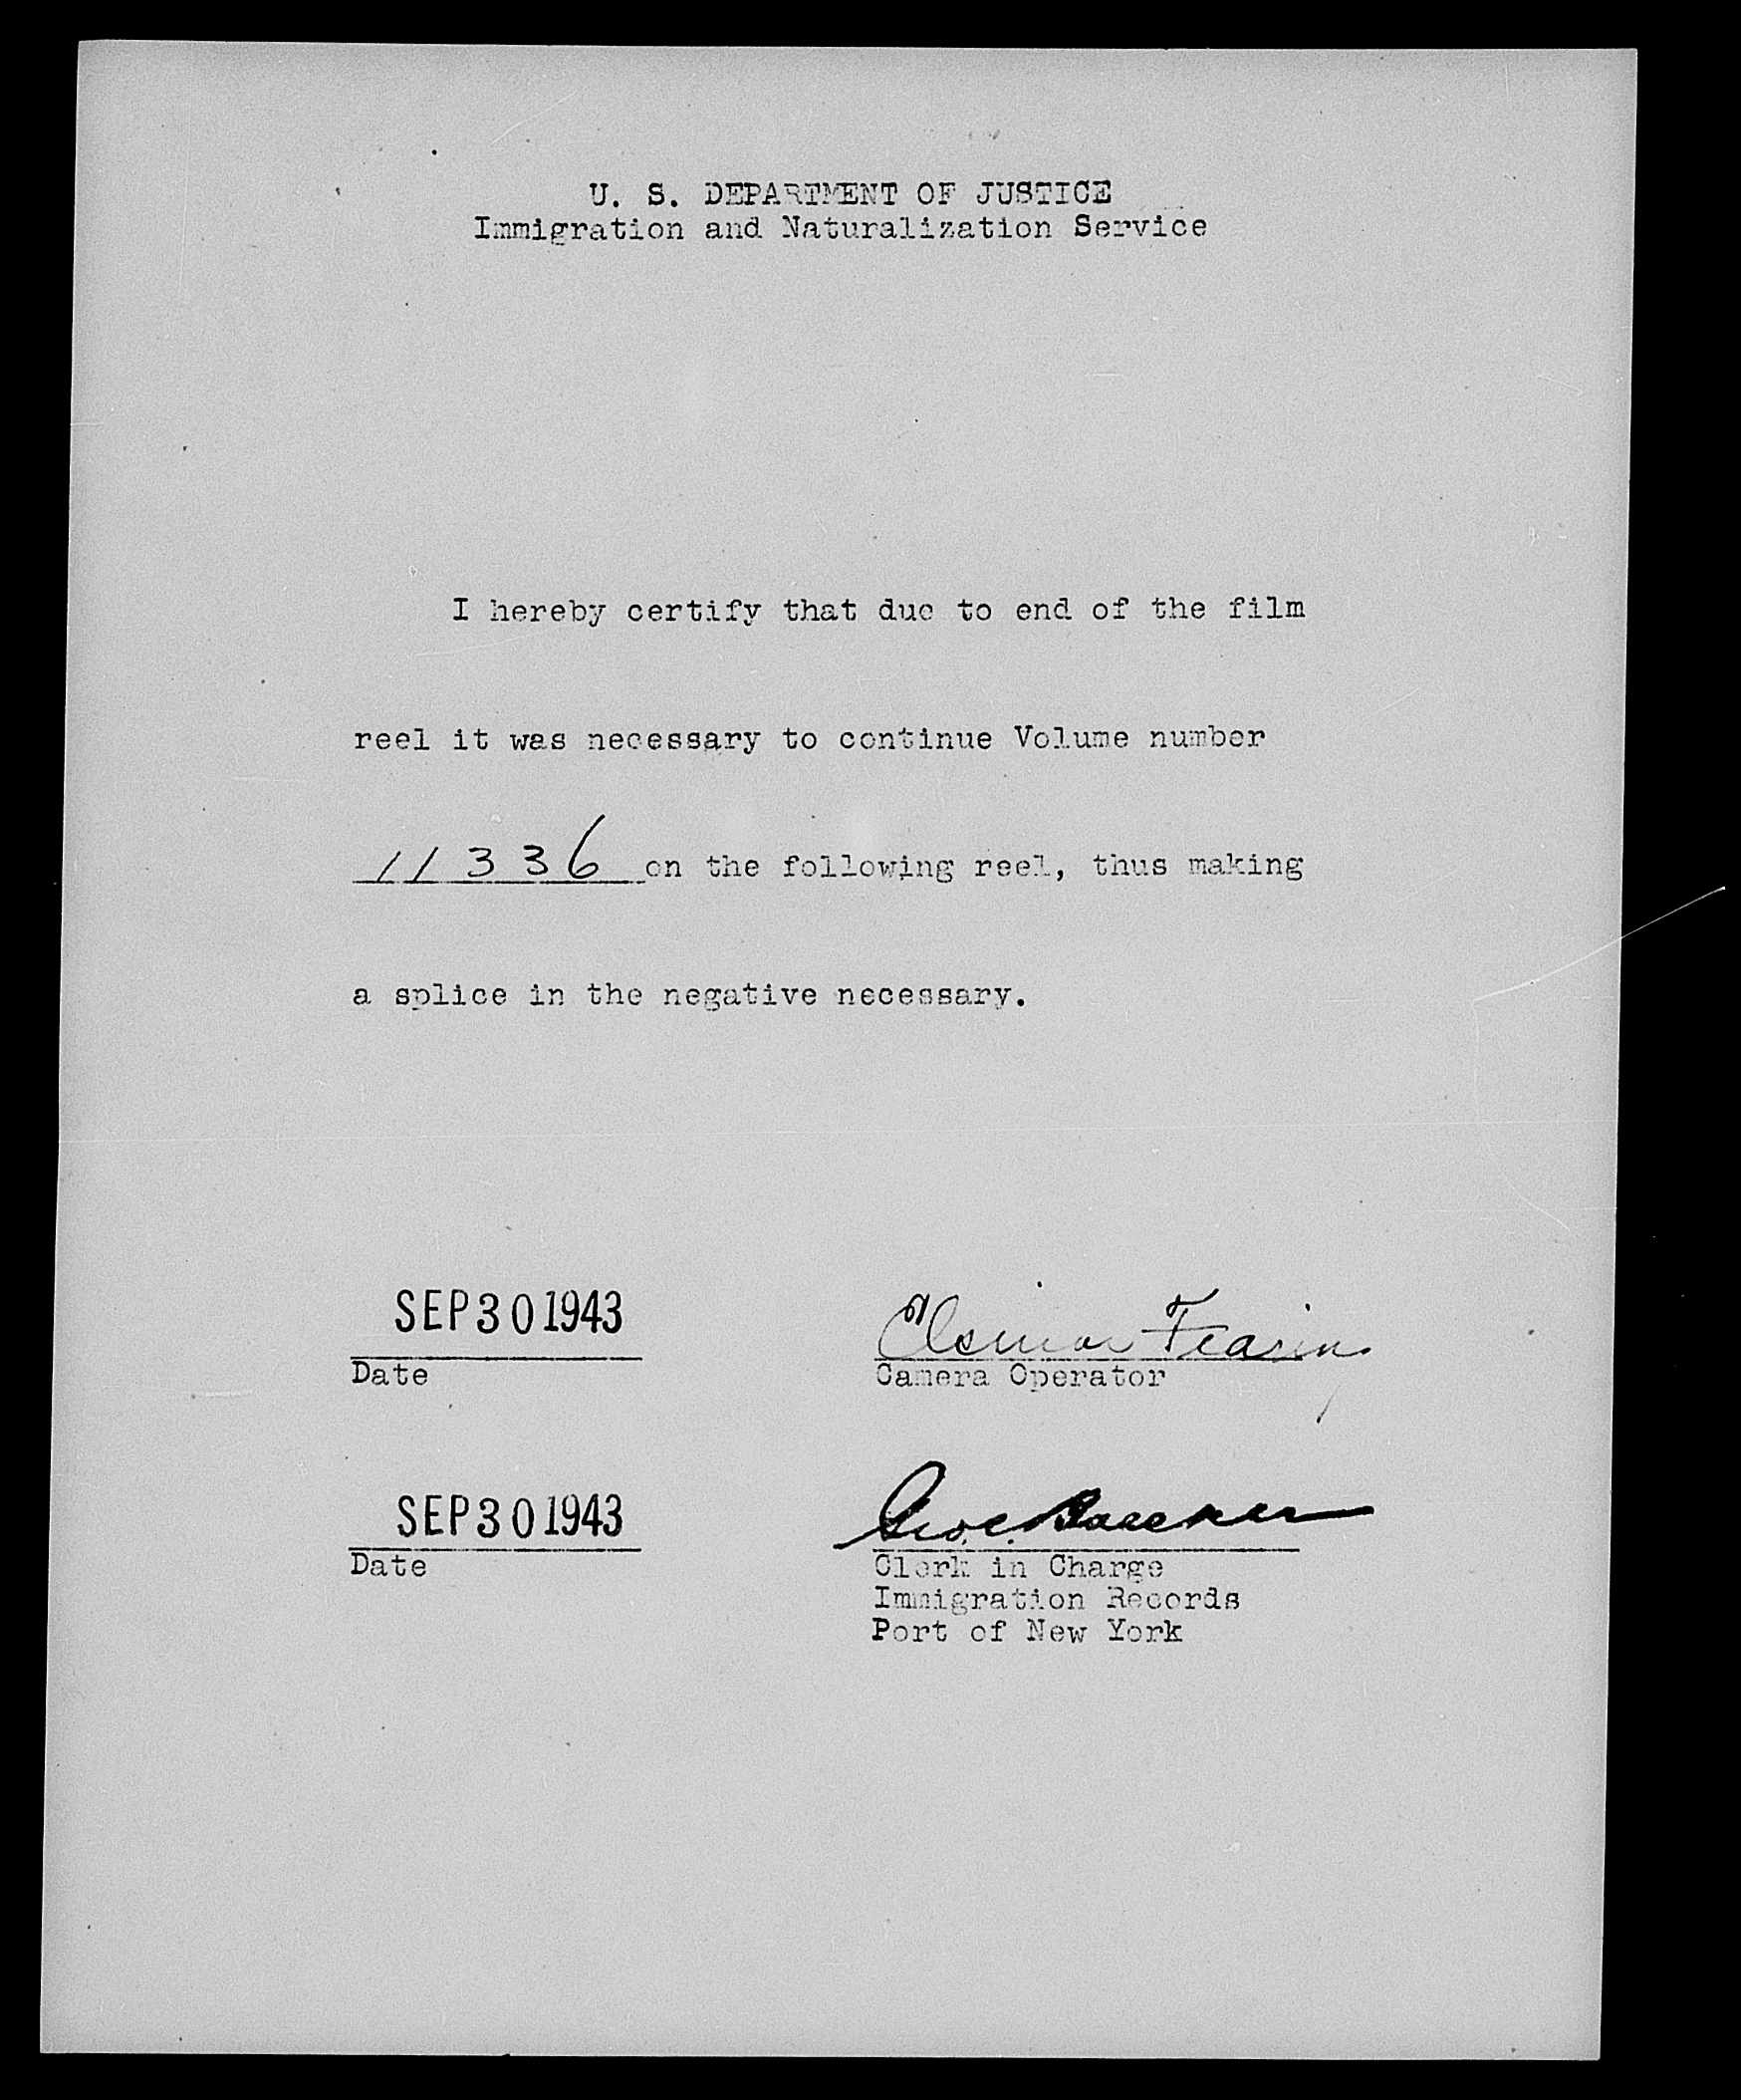 U. S. DEPARTMENT OF JUSTICE
Immigration and Naturalization Service
I hereby certify that due to end of the film
reel it was necessary to continue Volume number
11336 on the following reel, thus making
a splice in the negative necessary.
SEP 30 1943
Date
Camera Operator
SEP 30 1943
Date
Clerk in Charge
Immigration Records
Port of New York